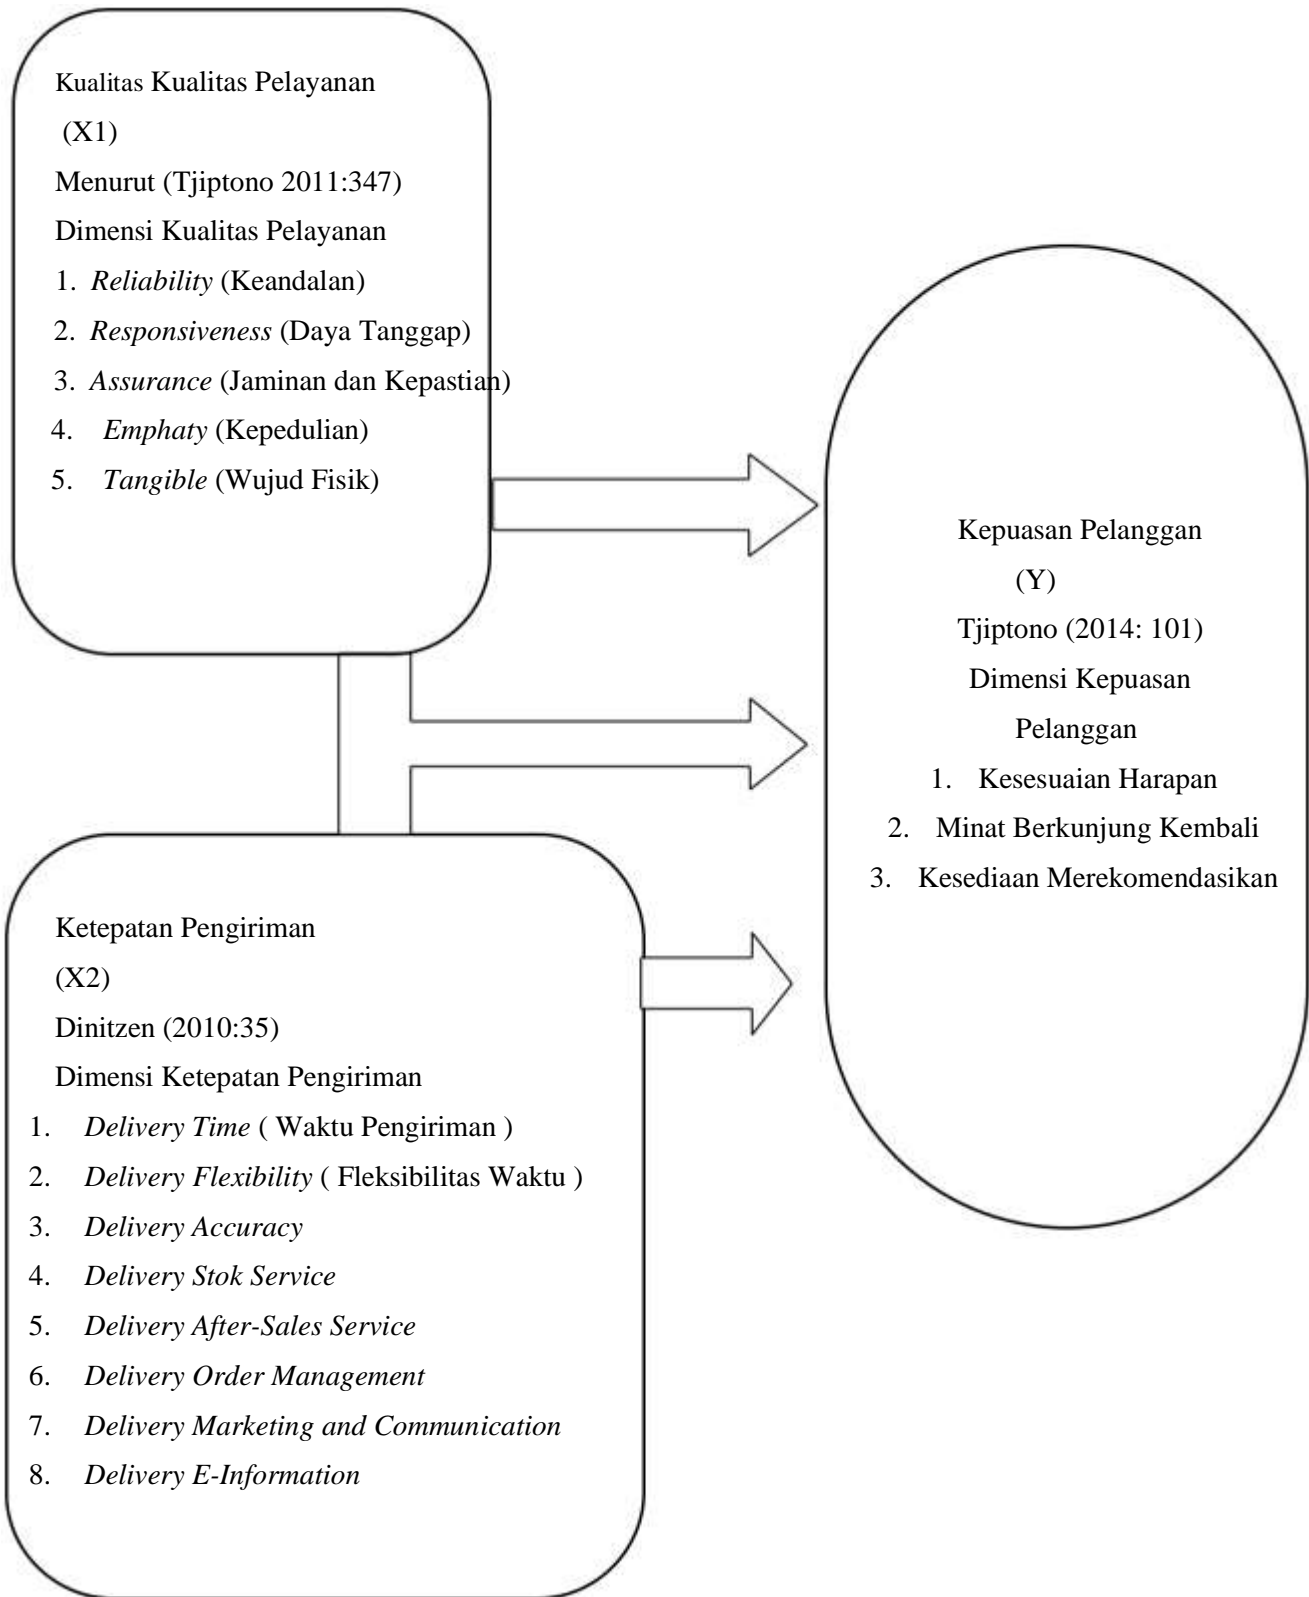 Kualitas Kualitas Pelayanan
(X1)
Menurut (Tjiptono 2011:347)
Dimensi Kualitas Pelayanan
1. Reliability (Keandalan)
2. Responsiveness (Daya Tanggap)
3. Assurance (Jaminan dan Kepastian)
4. Emphaty (Kepedulian)
5. Tangible (Wujud Fisik)
Kepuasan Pelanggan
(Y)
Tjiptono (2014: 101)
Dimensi Kepuasan
Pelanggan
1. Kesesuaian Harapan
2. Minat Berkunjung Kembali
3. Kesediaan Merekomendasikan
Ketepatan Pengiriman
(X2)
Dinitzen (2010:35)
Dimensi Ketepatan Pengiriman
1. Delivery Time ( Waktu Pengiriman )
2. Delivery Flexibility ( Fleksibilitas Waktu )
3. Delivery Accuracy
4. Delivery Stok Service
5. Delivery After-Sales Service
6. Delivery Order Management
7. Delivery Marketing and Communication
8. Delivery E-Information